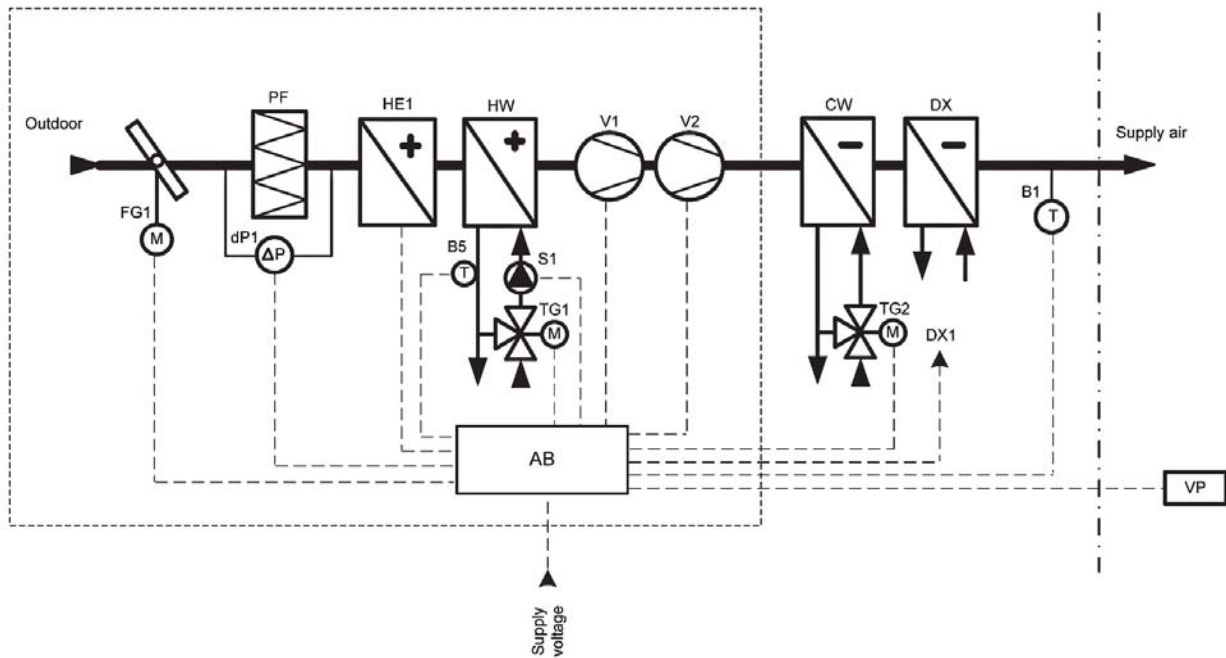 PF
HE1
HW
V1
V2
CW
DX
Outdoor
Supply air
+
+
−
−
FG1
M
dP1
ΔP
B5
T
S1
TG1
M
TG2
M
DX1
B1
T
AB
VP
Supply
voltage